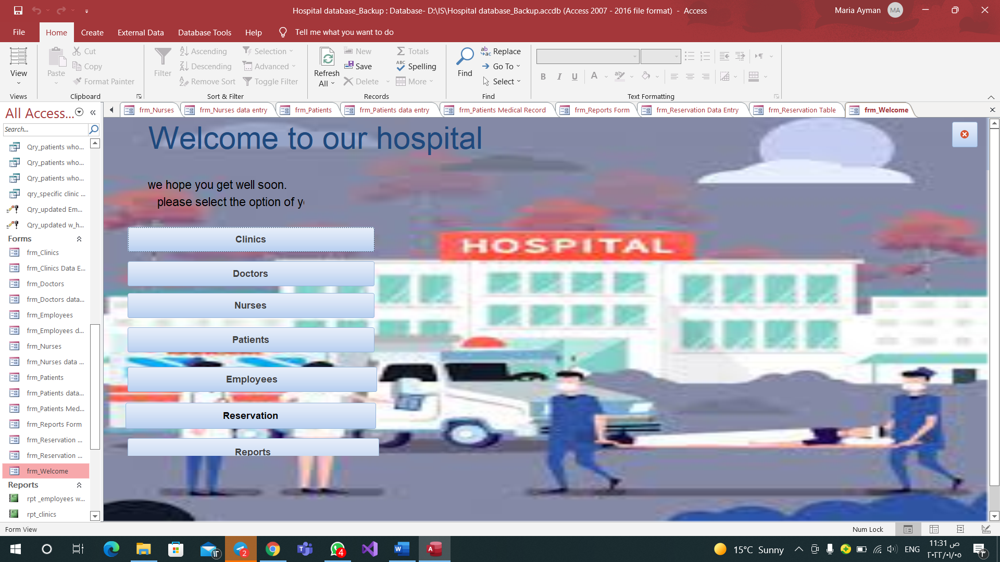 Hospital database_Backup : Database- D:\IS\Hospital database_Backup.accdb (Access 2007 - 2016 file format) - Access
Maria Ayman
MA
File
Home
Create
External Data
Database Tools
Help
Tell me what you want to do
View
Views
Paste
Cut
Copy
Format Painter
Clipboard
Filter
Ascending
Descending
Remove Sort
Selection
Advanced
Toggle Filter
Sort & Filter
Refresh
All
New
Save
Delete
Totals
Spelling
More
Records
Find
Replace
Go To
Select
Find
B I U A
Text Formatting
All Access...
Search...
frm_Nurses
frm_Nurses data entry
frm_Patients
frm_Patients data entry
frm_Patients Medical Record
frm_Reports Form
frm_Reservation Data Entry
frm_Reservation Table
frm_Welcome
Qry_patients who...
Qry_patients who...
Qry_patients who...
qry_specific clinic ...
Qry_updated Em...
Qry_updated w_h...
Forms
frm_Clinics
frm_Clinics Data E...
frm_Doctors
frm_Doctors data...
frm_Employees
frm_Employees d...
frm_Nurses
frm_Nurses data ...
frm_Patients
frm_Patients data...
frm_Patients Med...
frm_Reports Form
frm_Reservation ...
frm_Reservation ...
frm_Welcome
Reports
rpt _employees w...
rpt_clinics
Welcome to our hospital
we hope you get well soon.
please select the option of yo
Clinics
Doctors
Nurses
Patients
Employees
Reservation
Reports
HOSPITAL
Form View
Num Lock
١٣
2
4
15°C Sunny
ENG
11:31 ص
٢٠٢٢/٠١/٠٥
٣